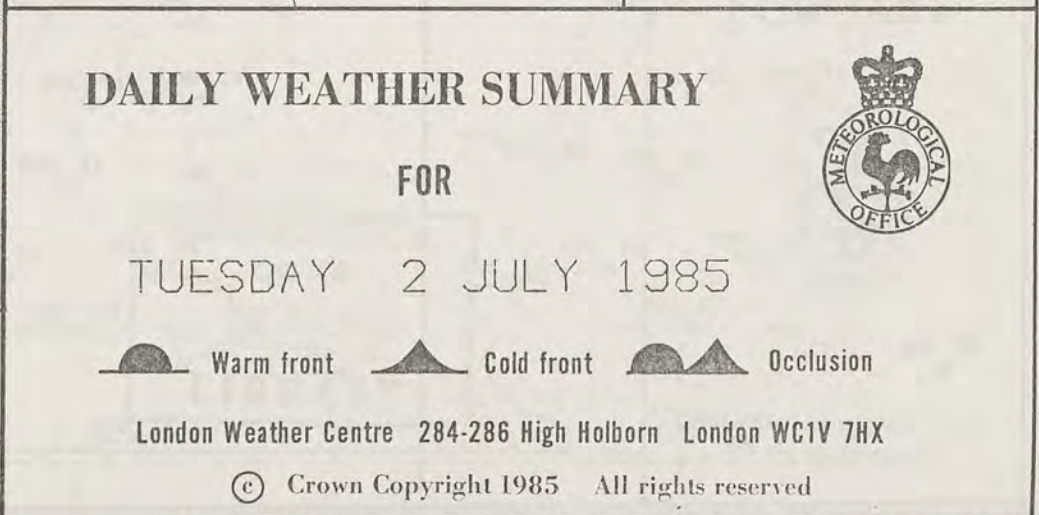 DAILY WEATHER SUMMARY
FOR
METEOROLOGICAL
OFFICE
TUESDAY 2 JULY 1985
Warm front Cold front Occlusion
London Weather Centre 284-286 High Holborn London WC1V 7HX
© Crown Copyright 1985 All rights reserved